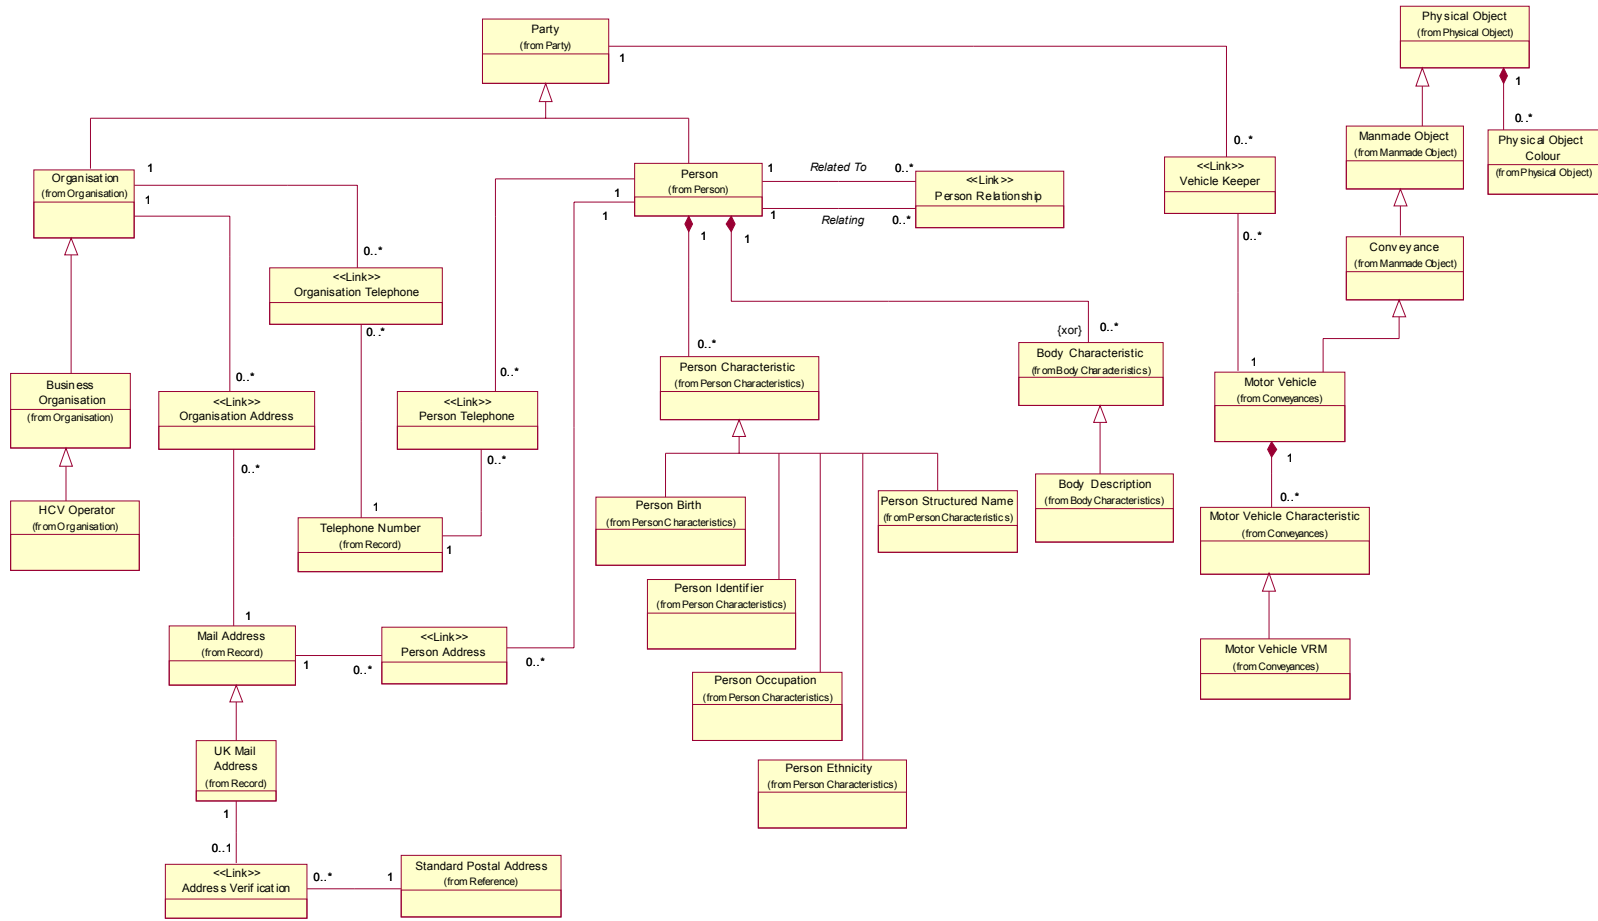 Party
(from Party)
1
Physical Object
(from Physical Object)
1
0..*
Physical Object
Colour
(from Physical Object)
Manmade Object
(from Manmade Object)
Conveyance
(from Manmade Object)
0..*
<<Link>>
Vehicle Keeper
0..*
1
Organisation
(from Organisation)
1
1
Person
(from Person)
1
Related To
0..*
1
Relating
0..*
<<Link>>
Person Relationship
1
1
1
1
0..*
<<Link>>
Organisation Telephone
0..*
{xor}
0..*
Body Characteristic
(from Body Characteristics)
0..*
Person Characteristic
(from Person Characteristics)
Motor Vehicle
(from Conveyances)
1
0..*
Business
Organisation
(from Organisation)
0..*
<<Link>>
Organisation Address
0..*
0..*
<<Link>>
Person Telephone
0..*
HCV Operator
(from Organisation)
1
Telephone Number
(from Record)
1
Person Birth
(from Person Characteristics)
Person Structured Name
(from Person Characteristics)
Body Description
(from Body Characteristics)
Motor Vehicle Characteristic
(from Conveyances)
Person Identifier
(from Person Characteristics)
1
Mail Address
(from Record)
1
0..*
<<Link>>
Person Address
0..*
Motor Vehicle VRM
(from Conveyances)
Person Occupation
(from Person Characteristics)
UK Mail
Address
(from Record)
Person Ethnicity
(from Person Characteristics)
1
0..1
<<Link>>
Address Verification
0..*
1
Standard Postal Address
(from Reference)